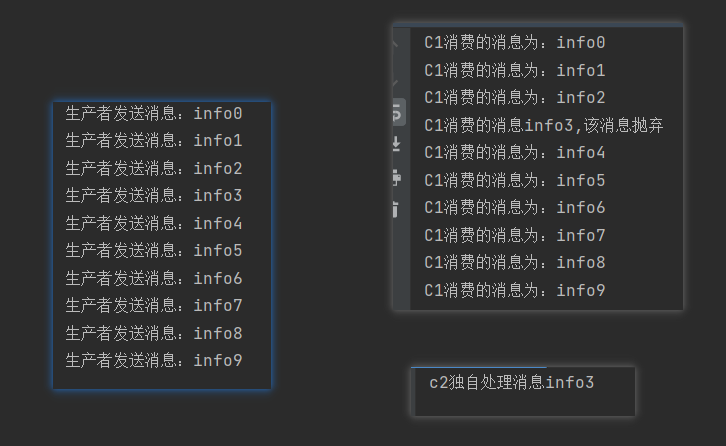 生产者发送消息：info0
生产者发送消息：info1
生产者发送消息：info2
生产者发送消息：info3
生产者发送消息：info4
生产者发送消息：info5
生产者发送消息：info6
生产者发送消息：info7
生产者发送消息：info8
生产者发送消息：info9
C1消费的消息为：info0
C1消费的消息为：info1
C1消费的消息为：info2
C1消费的消息info3,该消息抛弃
C1消费的消息为：info4
C1消费的消息为：info5
C1消费的消息为：info6
C1消费的消息为：info7
C1消费的消息为：info8
C1消费的消息为：info9
c2独自处理消息info3